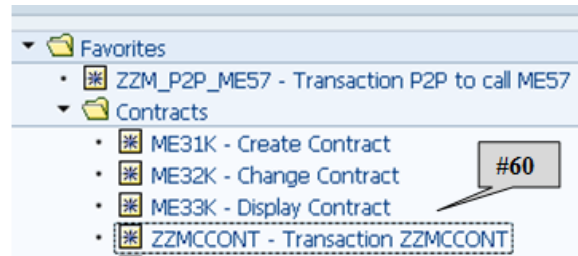 Favorites
ZZM_P2P_ME57 - Transaction P2P to call ME57
Contracts
ME31K - Create Contract
ME32K - Change Contract
#60
ME33K - Display Contract
ZZMCCONT - Transaction ZZMCCONT